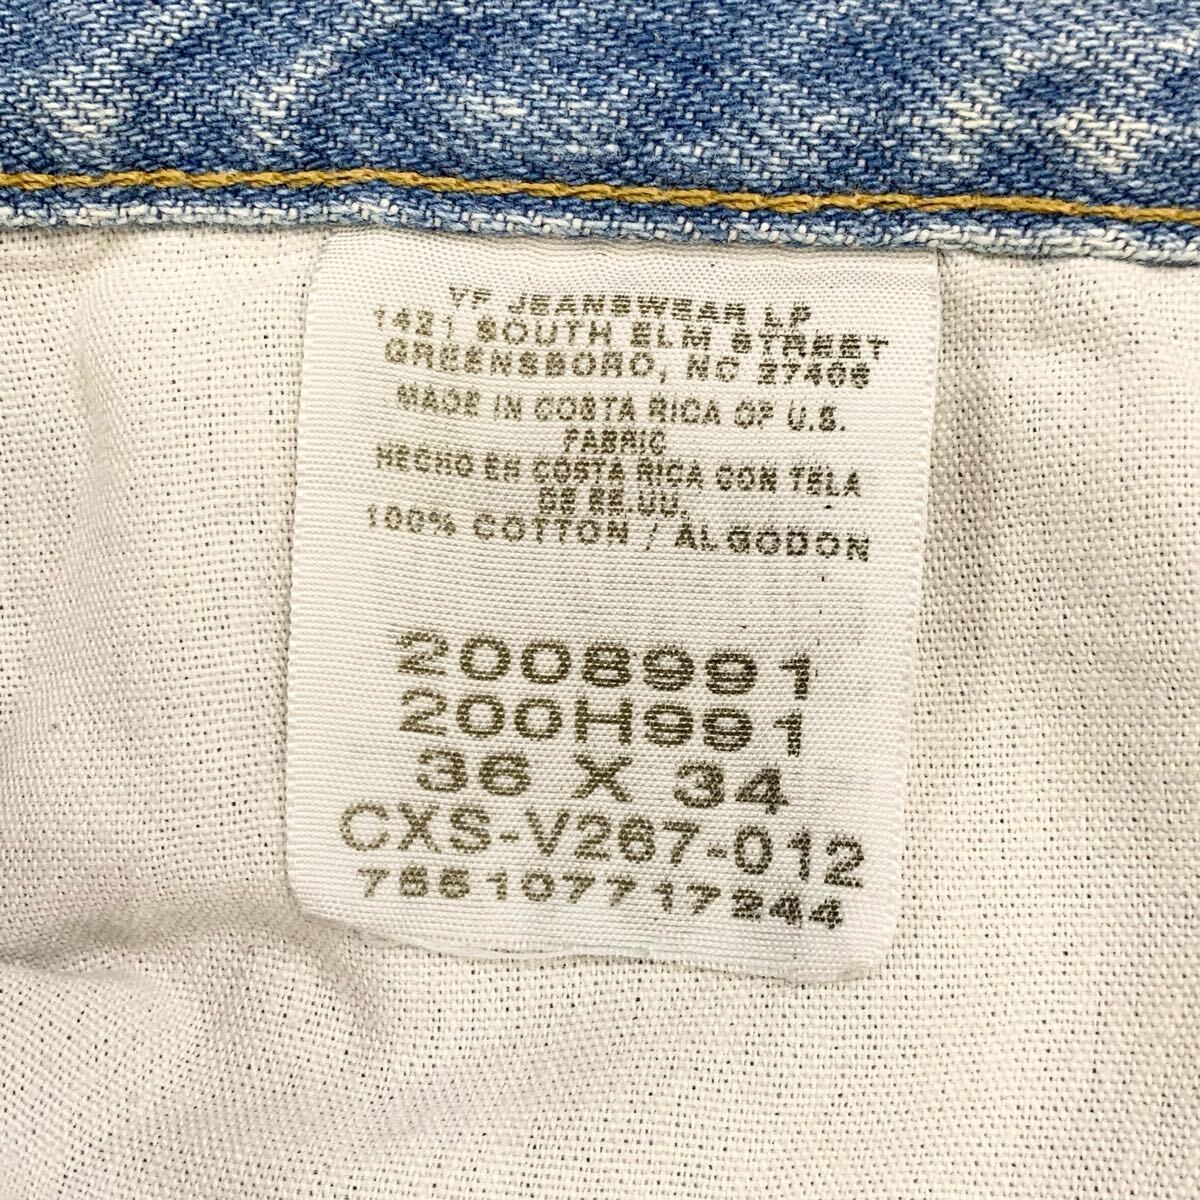 VF JEANSWEAR LP
1421 SOUTH ELM STREET
GREENSBORO, NC 27406
MADE IN COSTA RICA OF U.S.
FABRIC
HECHO EN COSTA RICA CON TELA
DE EE.UU.
100% COTTON / ALGODON
2008991
200H991
36 X 34
CXS-V267-012
766107717244